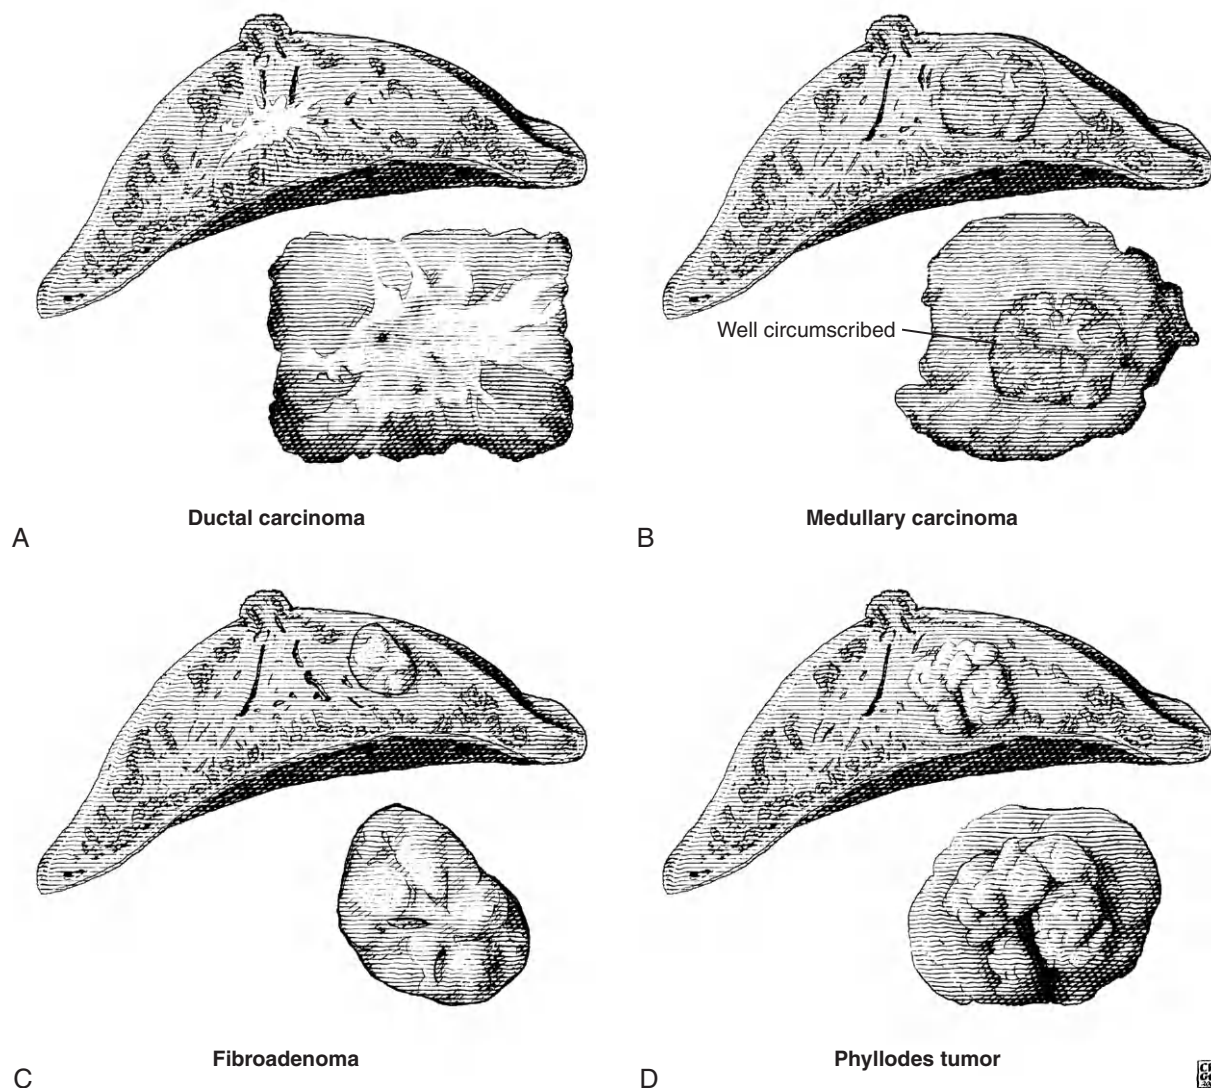 Well circumscribed
Ductal carcinoma
A
Medullary carcinoma
B
Fibroadenoma
C
Phyllodes tumor
D